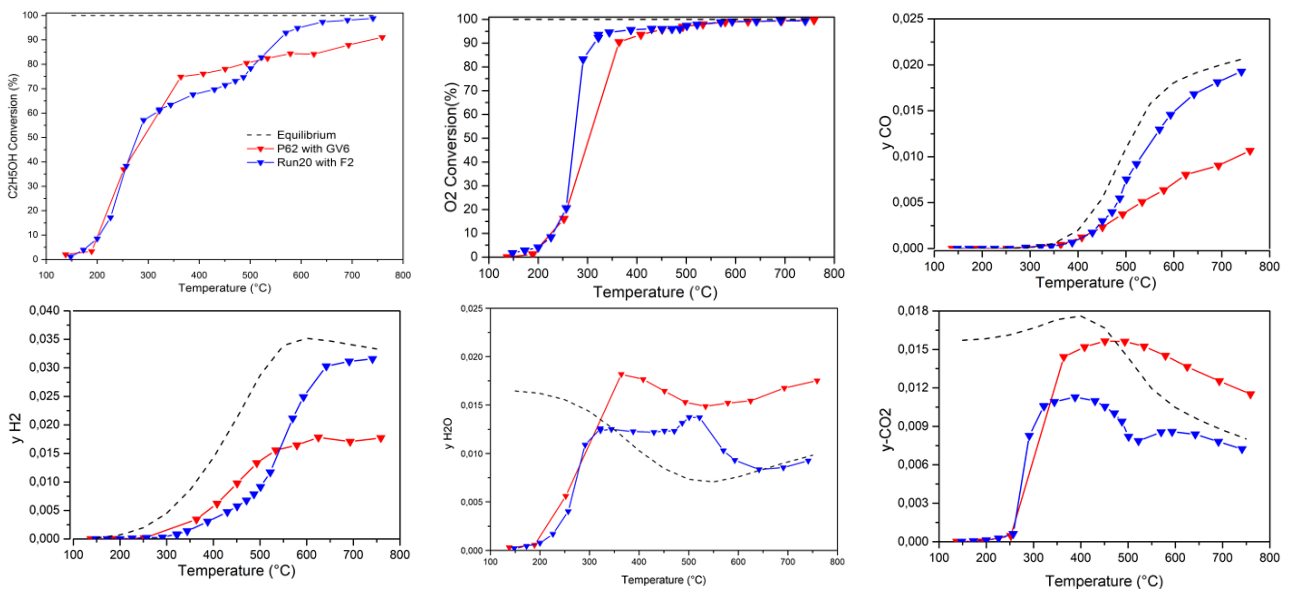 C2H5OH Conversion (%)
100
90
80
70
60
50
40
30
20
10
0
Equilibrium
P62 with GV6
Run20 with F2
100 200 300 400 500 600 700 800
Temperature (°C)
O2 Conversion(%)
100
90
80
70
60
50
40
30
20
10
0
100 200 300 400 500 600 700 800
Temperature (°C)
y CO
0,025
0,020
0,015
0,010
0,005
0,000
100 200 300 400 500 600 700 800
Temperature (°C)
y H2
0,040
0,035
0,030
0,025
0,020
0,015
0,010
0,005
0,000
100 200 300 400 500 600 700 800
Temperature (°C)
y H2O
0,025
0,020
0,015
0,010
0,005
0,000
100 200 300 400 500 600 700 800
Temperature (°C)
y-CO2
0,018
0,015
0,012
0,009
0,006
0,003
0,000
100 200 300 400 500 600 700 800
Temperature (°C)